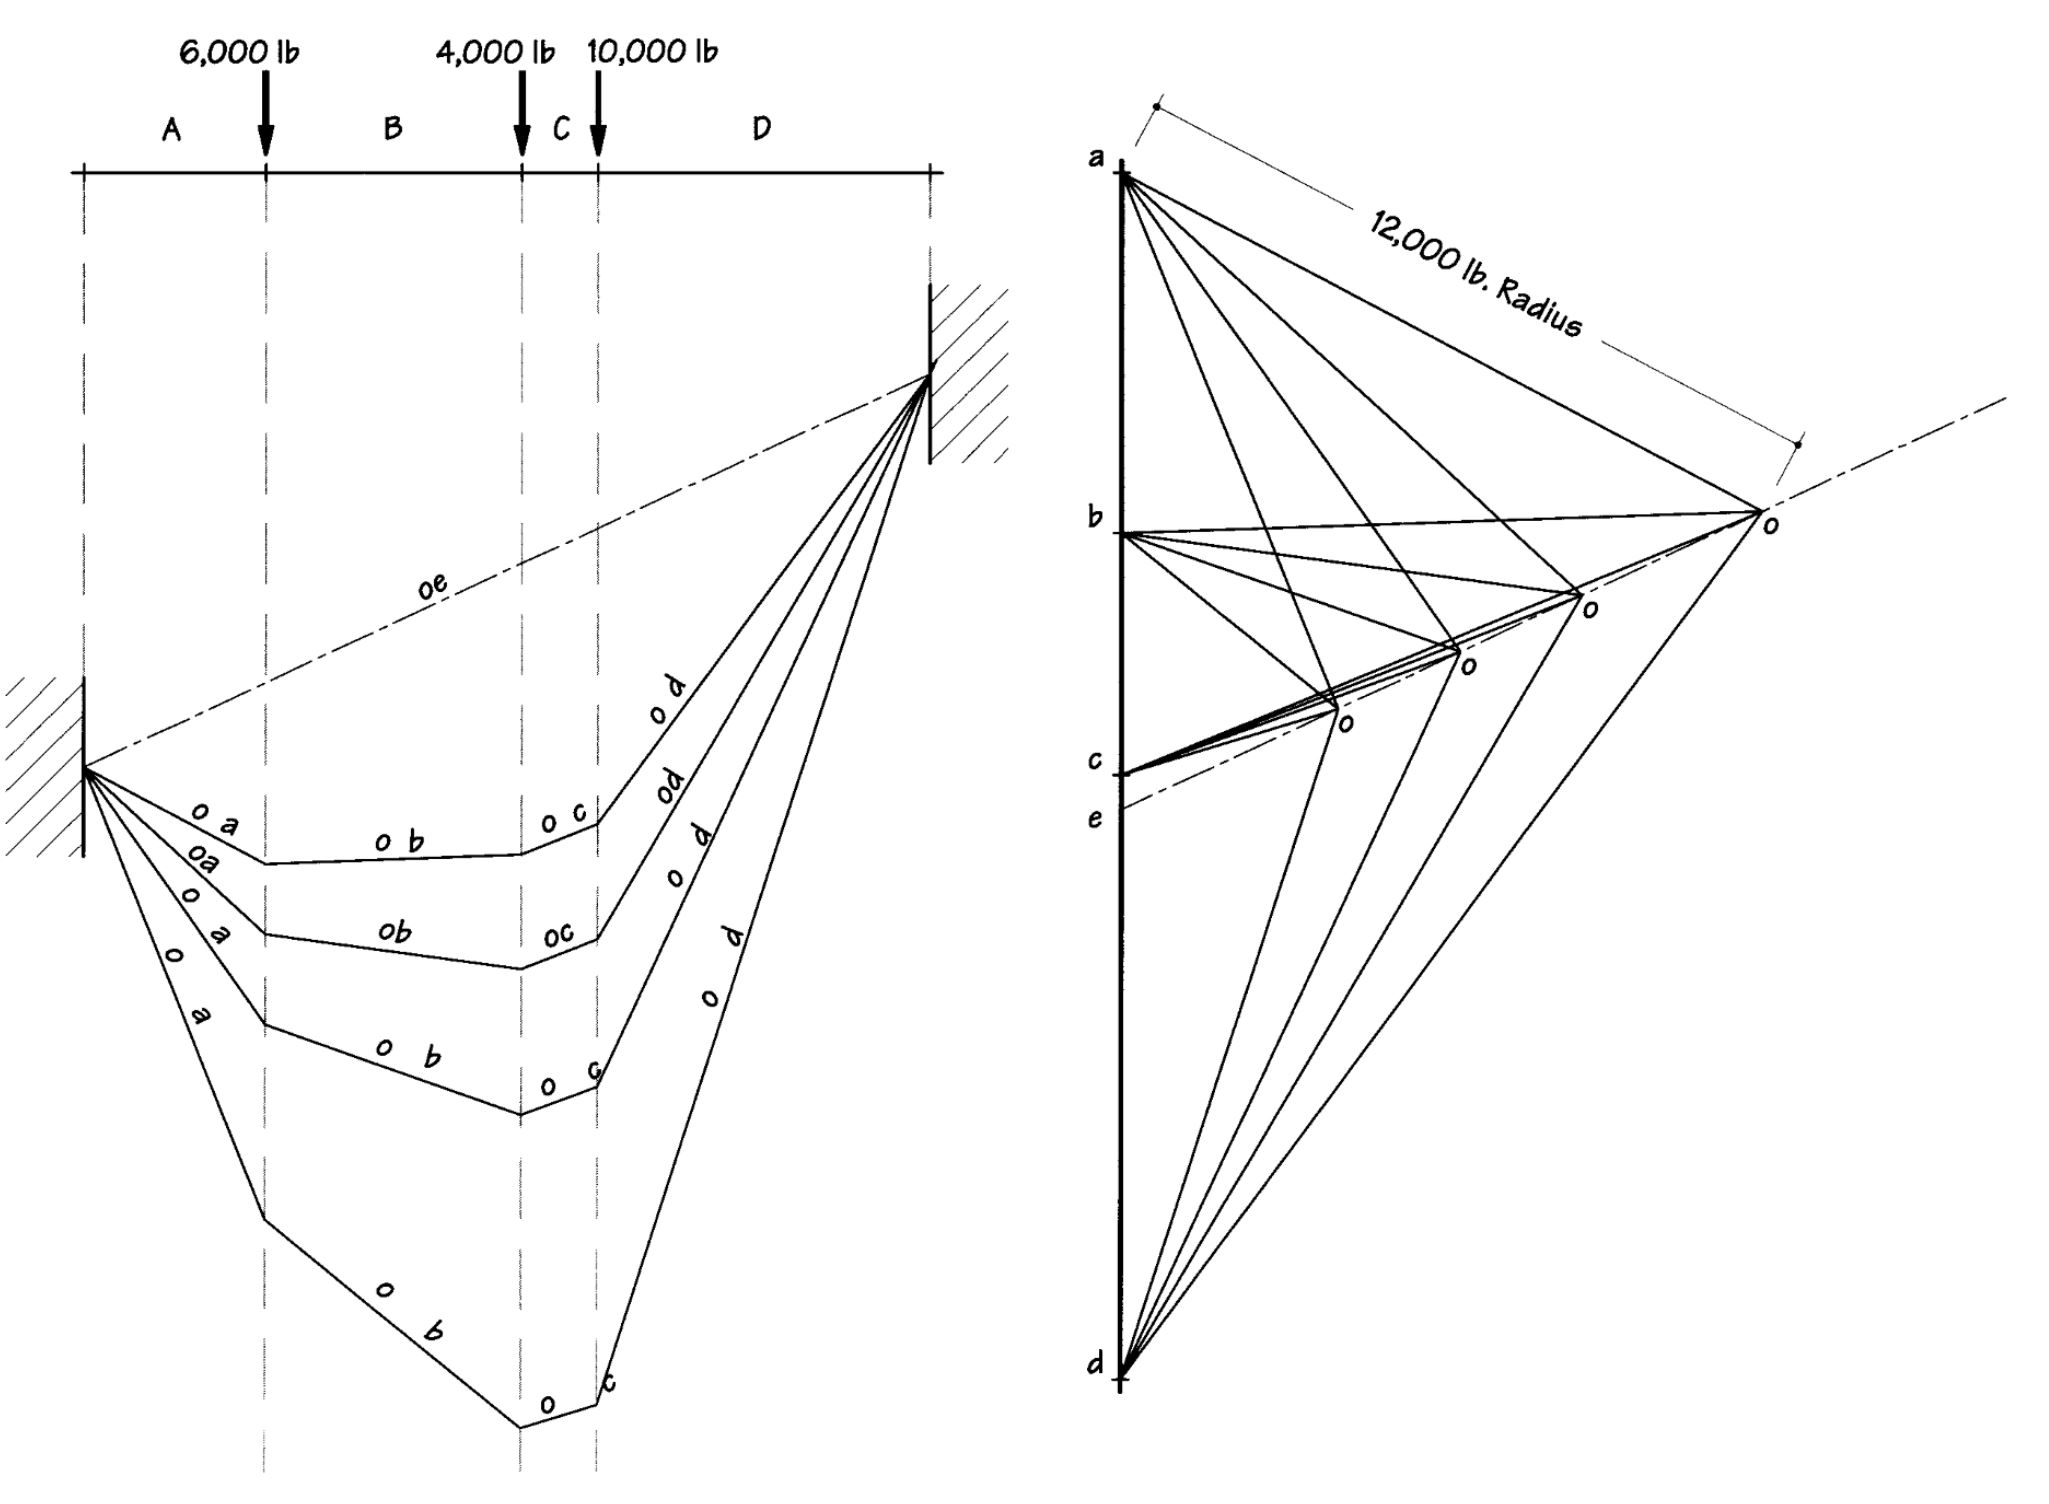 6,000 lb
4,000 lb
10,000 lb
A
B
C
D
oe
o a
o b
o c
o d
oa
ob
oc
od
o a
o b
o c
o d
o a
o b
o c
o d
a
b
c
e
d
12,000 lb. Radius
o
o
o
o